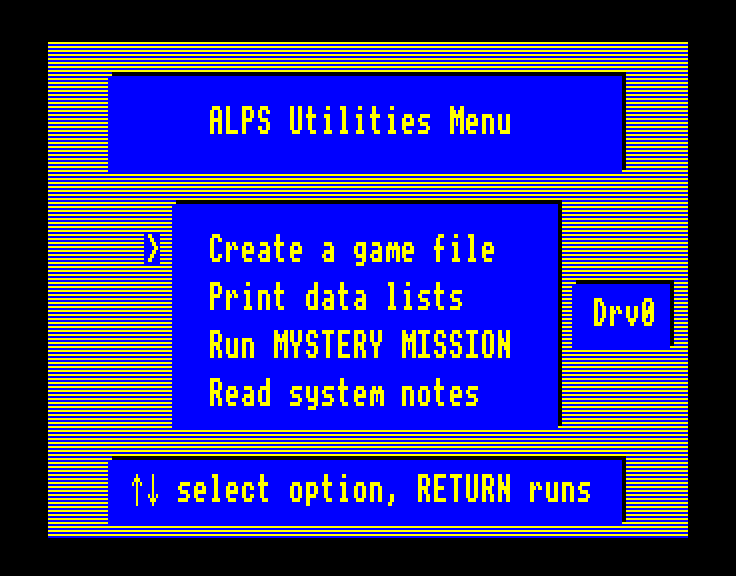 ALPS Utilities Menu
> Create a game file
Print data lists
Run MYSTERY MISSION
Read system notes
Drv0
↑↓ select option, RETURN runs